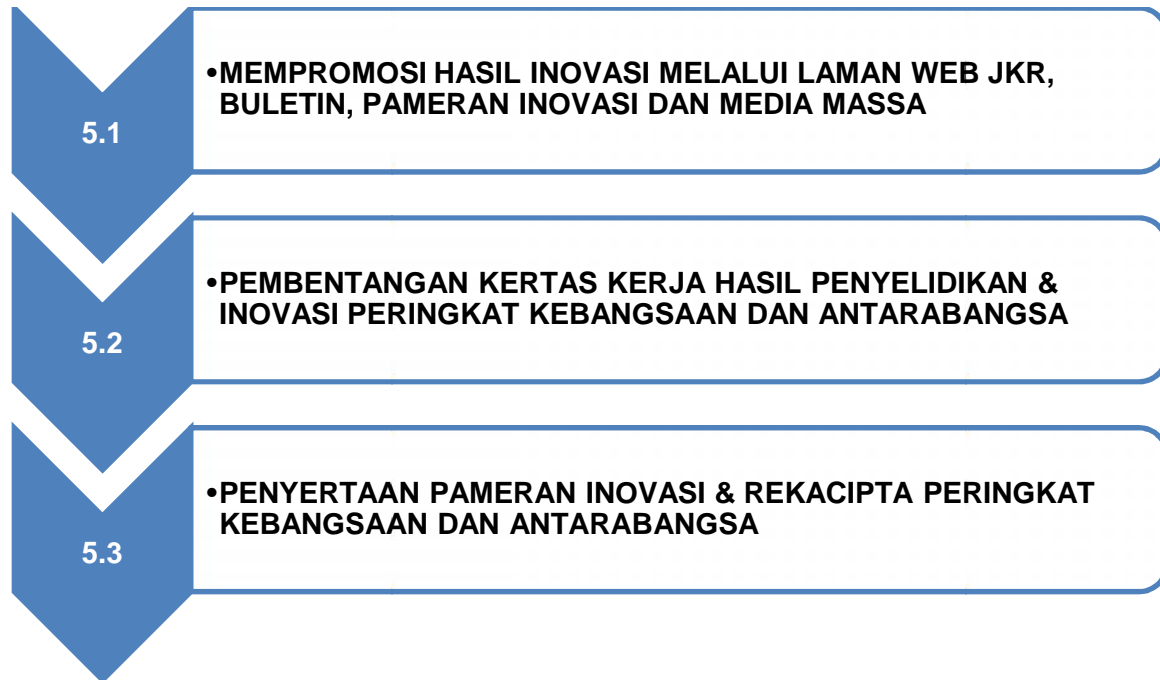 5.1
•MEMPROMOSI HASIL INOVASI MELALUI LAMAN WEB JKR,
BULETIN, PAMERAN INOVASI DAN MEDIA MASSA
5.2
•PEMBENTANGAN KERTAS KERJA HASIL PENYELIDIKAN &
INOVASI PERINGKAT KEBANGSAAN DAN ANTARABANGSA
5.3
•PENYERTAAN PAMERAN INOVASI & REKACIPTA PERINGKAT
KEBANGSAAN DAN ANTARABANGSA